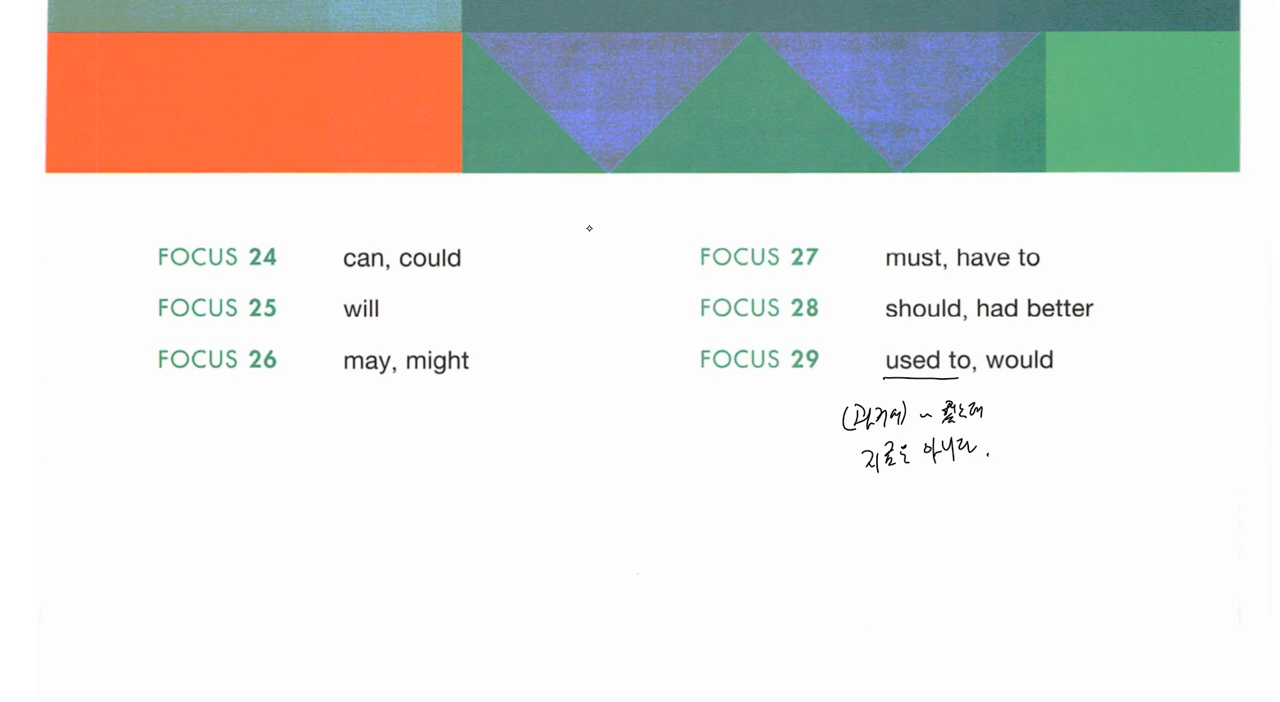 FOCUS 24 can, could
FOCUS 25 will
FOCUS 26 may, might
FOCUS 27 must, have to
FOCUS 28 should, had better
FOCUS 29 used to, would
(과거에) ~
지금은 아니다.